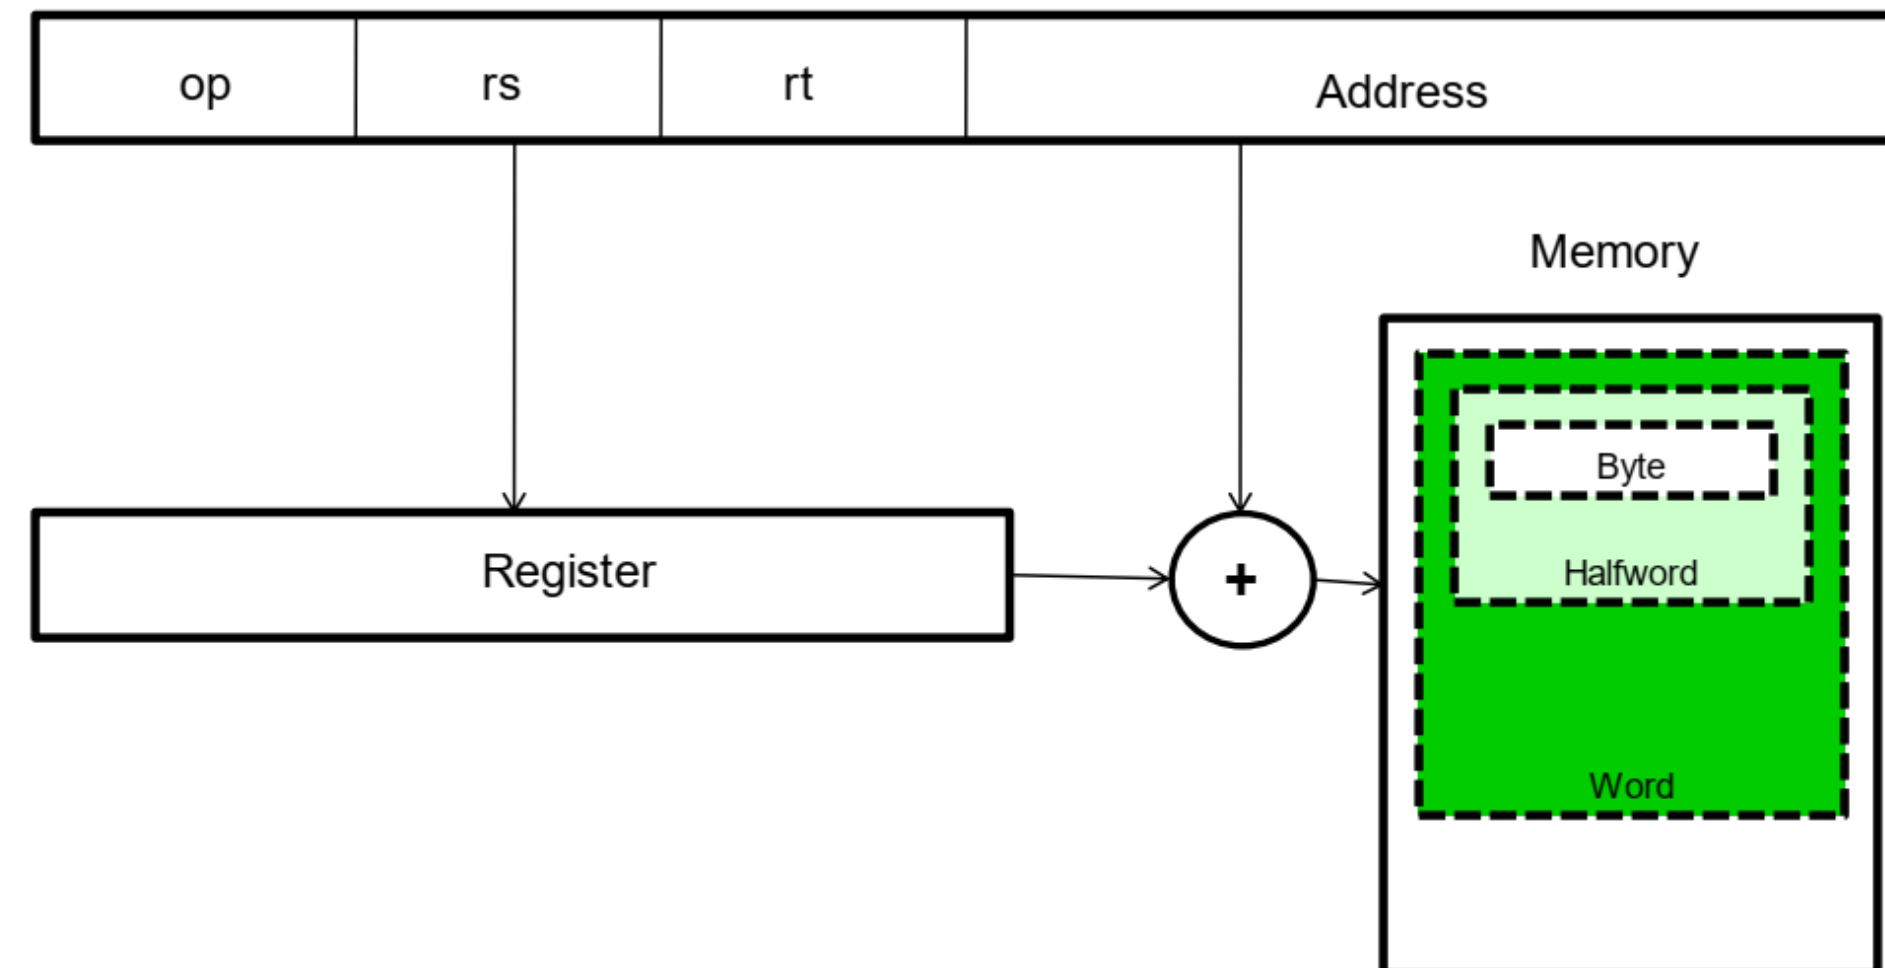 op rs rt Address
Memory
Byte
Register
+
Halfword
Word